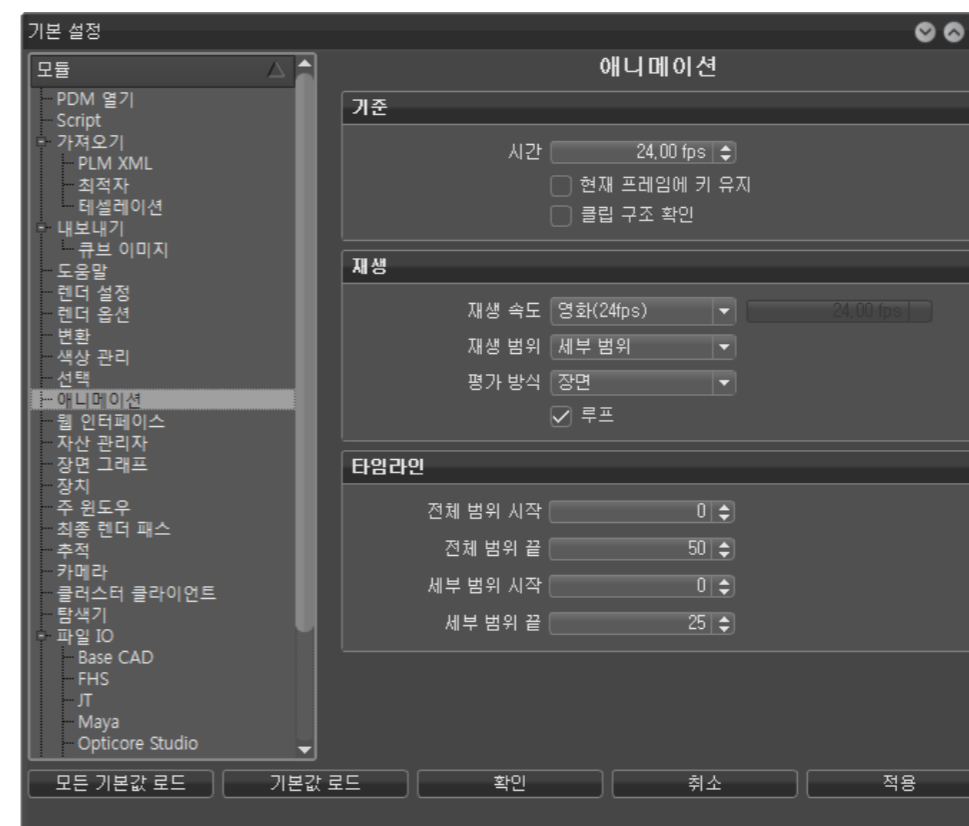 기본 설정
모듈
PDM 열기
Script
가져오기
PLM XML
최적자
테셀레이션
내보내기
큐브 이미지
도움말
렌더 설정
렌더 옵션
변환
색상 관리
선택
애니메이션
웹 인터페이스
자산 관리자
장면 그래프
장치
주 윈도우
최종 렌더 패스
추적
카메라
클러스터 클라이언트
탐색기
파일 IO
Base CAD
FHS
JT
Maya
Opticore Studio
애니메이션
기준
시간 24,00 fps
현재 프레임에 키 유지
클립 구조 확인
재생
재생 속도 영화(24fps) 24,00 fps
재생 범위 세부 범위
평가 방식 장면
루프
타임라인
전체 범위 시작 0
전체 범위 끝 50
세부 범위 시작 0
세부 범위 끝 25
모든 기본값 로드 기본값 로드 확인 취소 적용